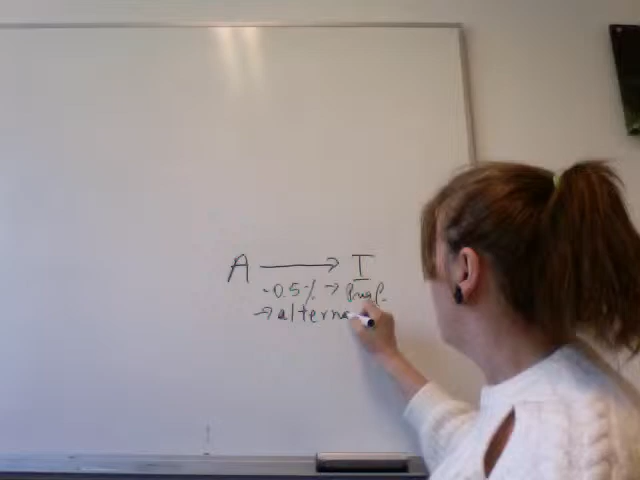 A → I
-0.5% →
→ alterna